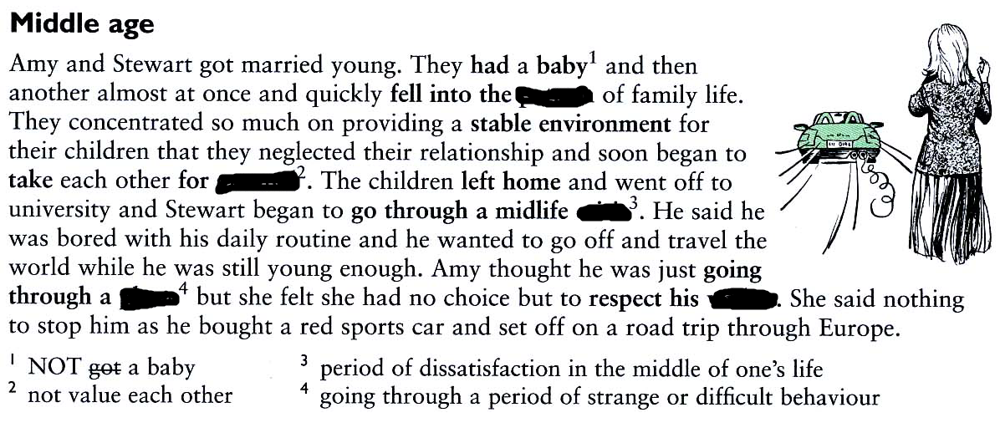 Middle age
Amy and Stewart got married young. They had a baby¹ and then
another almost at once and quickly fell into the of family life.
They concentrated so much on providing a stable environment for
their children that they neglected their relationship and soon began to
take each other for ². The children left home and went off to
university and Stewart began to go through a midlife ³. He said he
was bored with his daily routine and he wanted to go off and travel the
world while he was still young enough. Amy thought he was just going
through a ⁴ but she felt she had no choice but to respect his . She said nothing
to stop him as he bought a red sports car and set off on a road trip through Europe.
¹ NOT got a baby
² not value each other
³ period of dissatisfaction in the middle of one's life
⁴ going through a period of strange or difficult behaviour